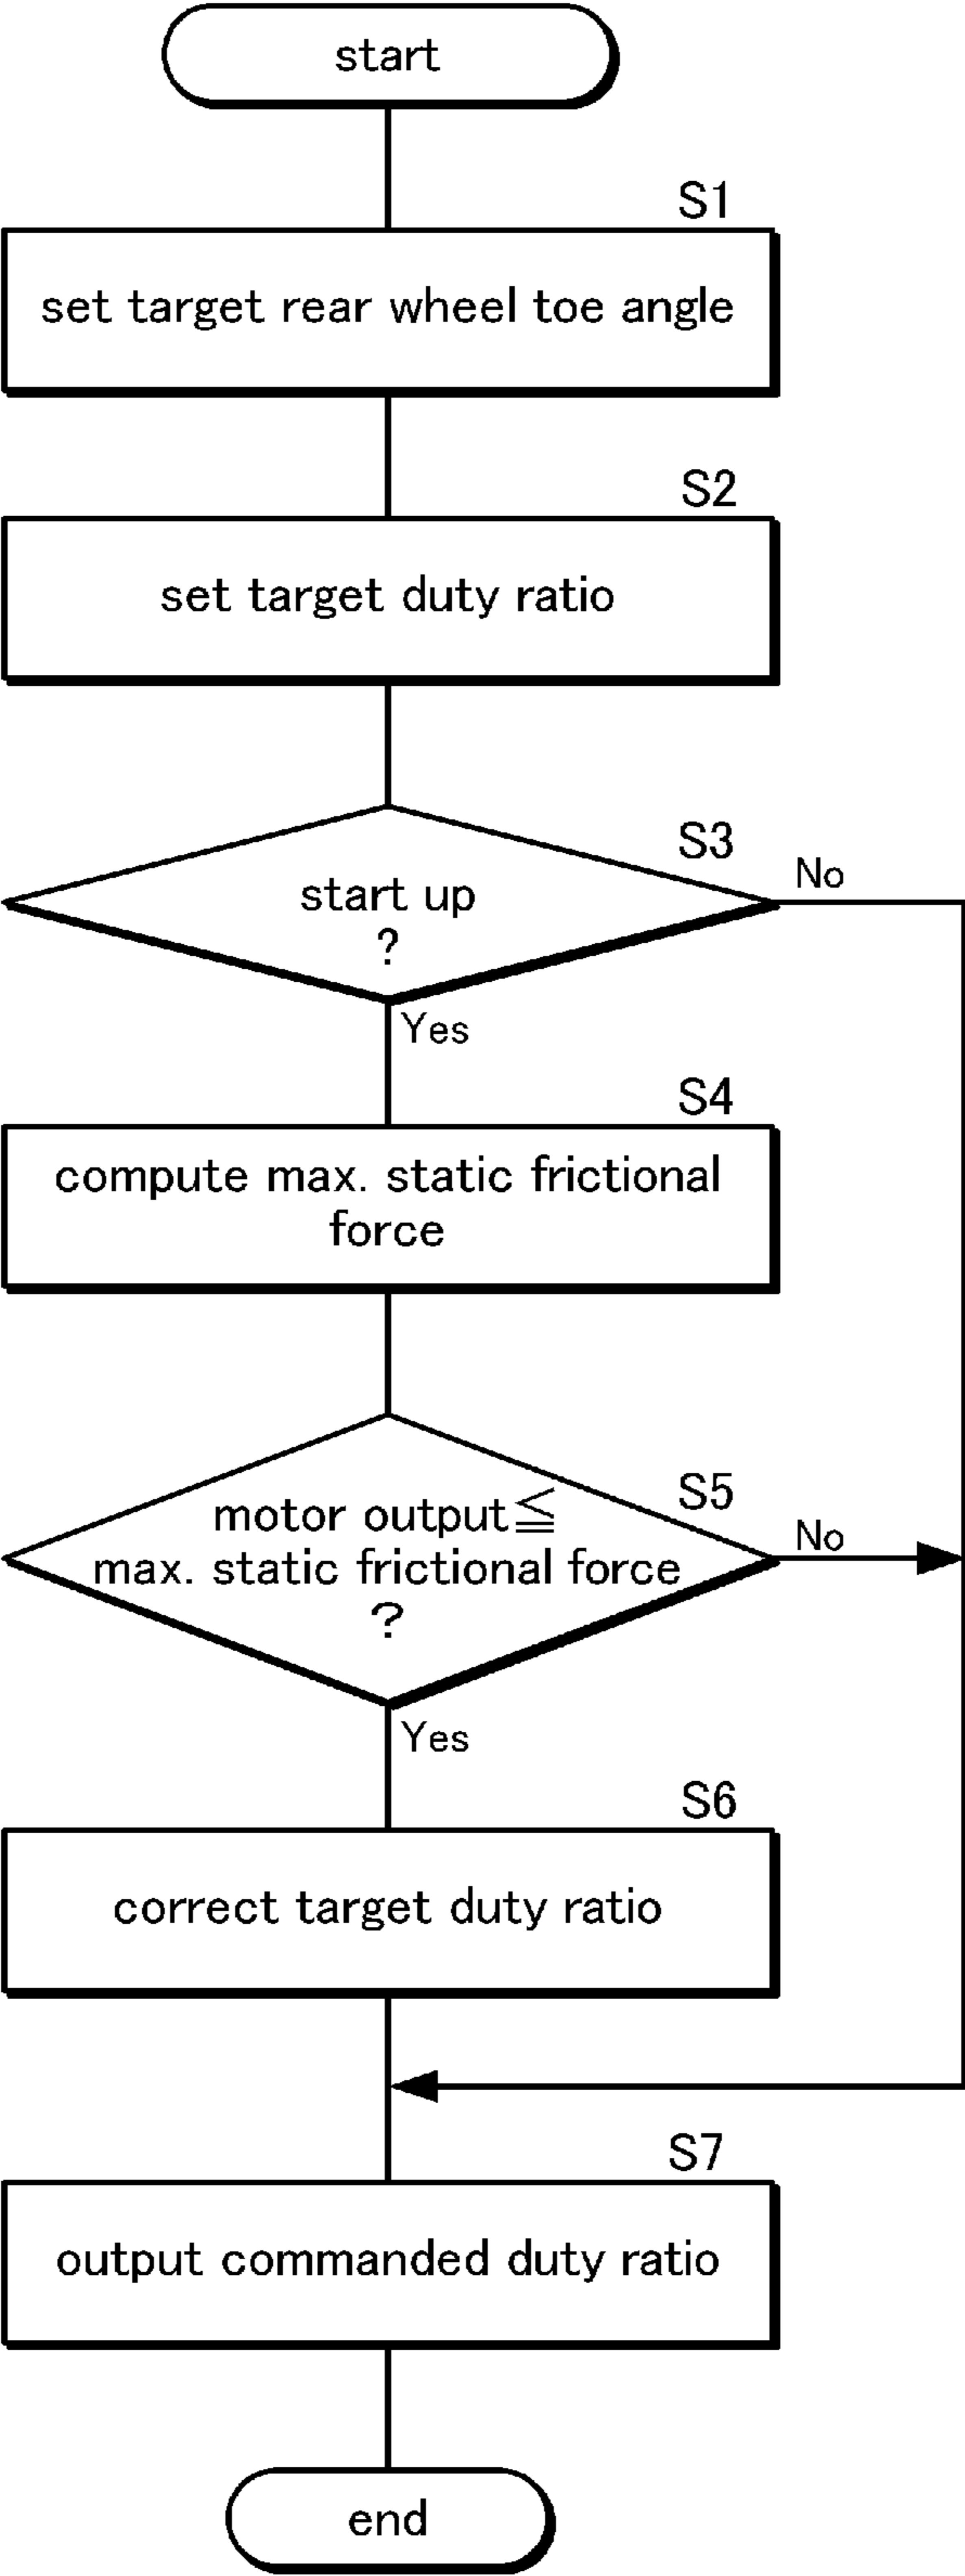 start
S1
set target rear wheel toe angle
S2
set target duty ratio
S3
No
start up
?
Yes
S4
compute max. static frictional
force
S5
motor output≦
No
max. static frictional force
?
Yes
S6
correct target duty ratio
S7
output commanded duty ratio
end